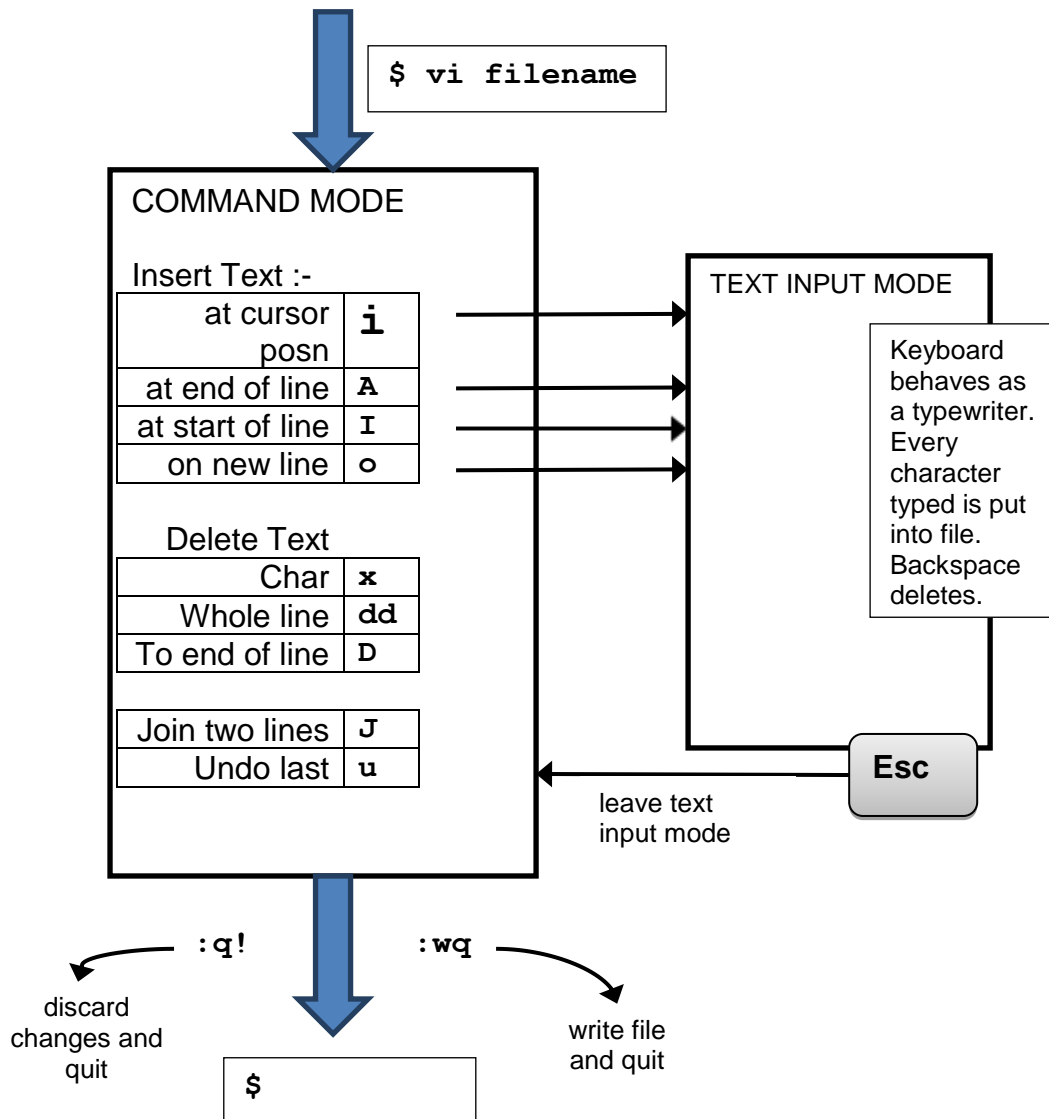 $ vi filename
COMMAND MODE
Insert Text :-
at cursor
posn
i
at end of line A
at start of line I
on new line o
Delete Text
Char x
Whole line dd
To end of line D
Join two lines J
Undo last u
TEXT INPUT MODE
Keyboard
behaves as
a typewriter.
Every
character
typed is put
into file.
Backspace
deletes.
Esc
leave text
input mode
:q!
:wq
discard
changes and
quit
write file
and quit
$